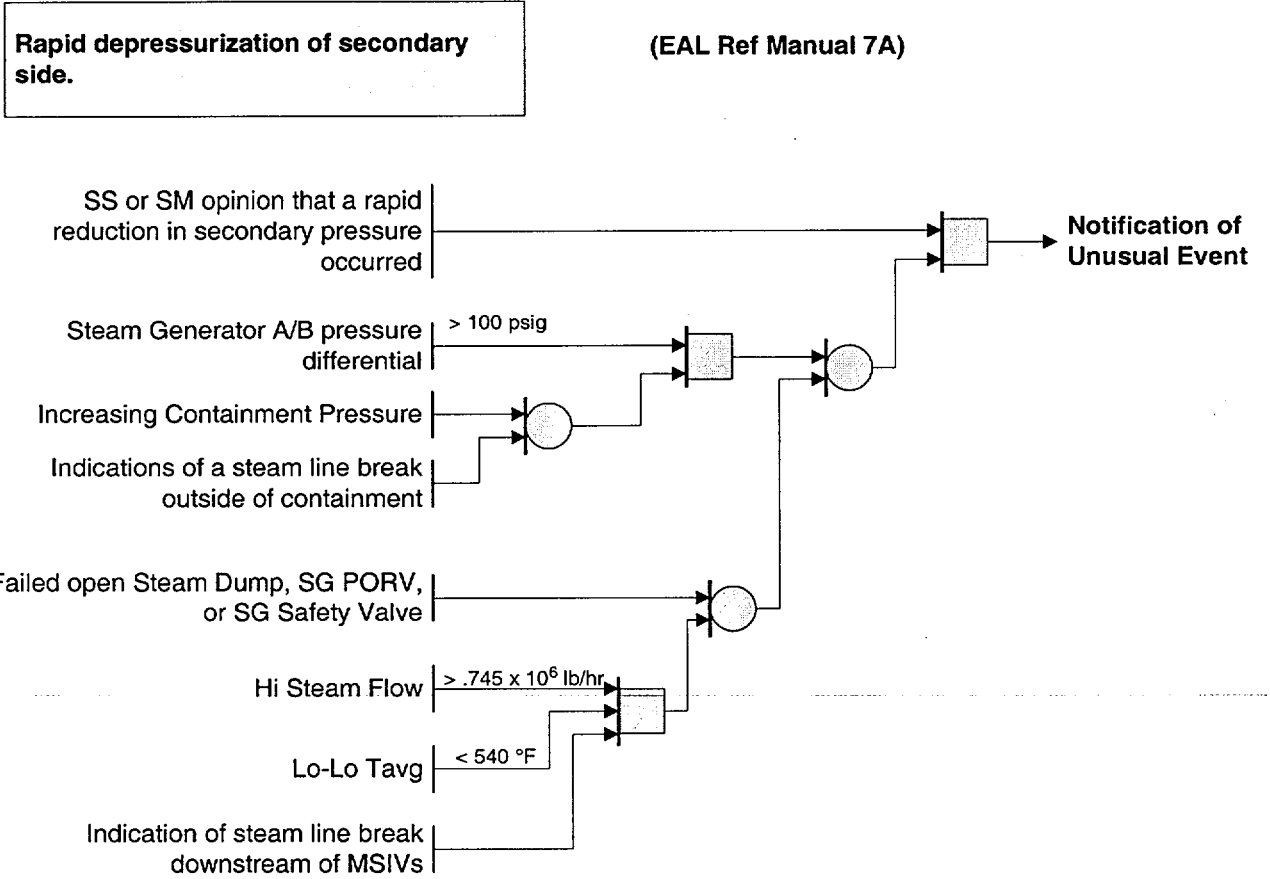 Rapid depressurization of secondary
side.
(EAL Ref Manual 7A)
SS or SM opinion that a rapid
reduction in secondary pressure
occurred
Notification of
Unusual Event
Steam Generator A/B pressure
differential
> 100 psig
Increasing Containment Pressure
Indications of a steam line break
outside of containment
Failed open Steam Dump, SG PORV,
or SG Safety Valve
Hi Steam Flow
> .745 x 10⁶ lb/hr
Lo-Lo Tavg
< 540 °F
Indication of steam line break
downstream of MSIVs